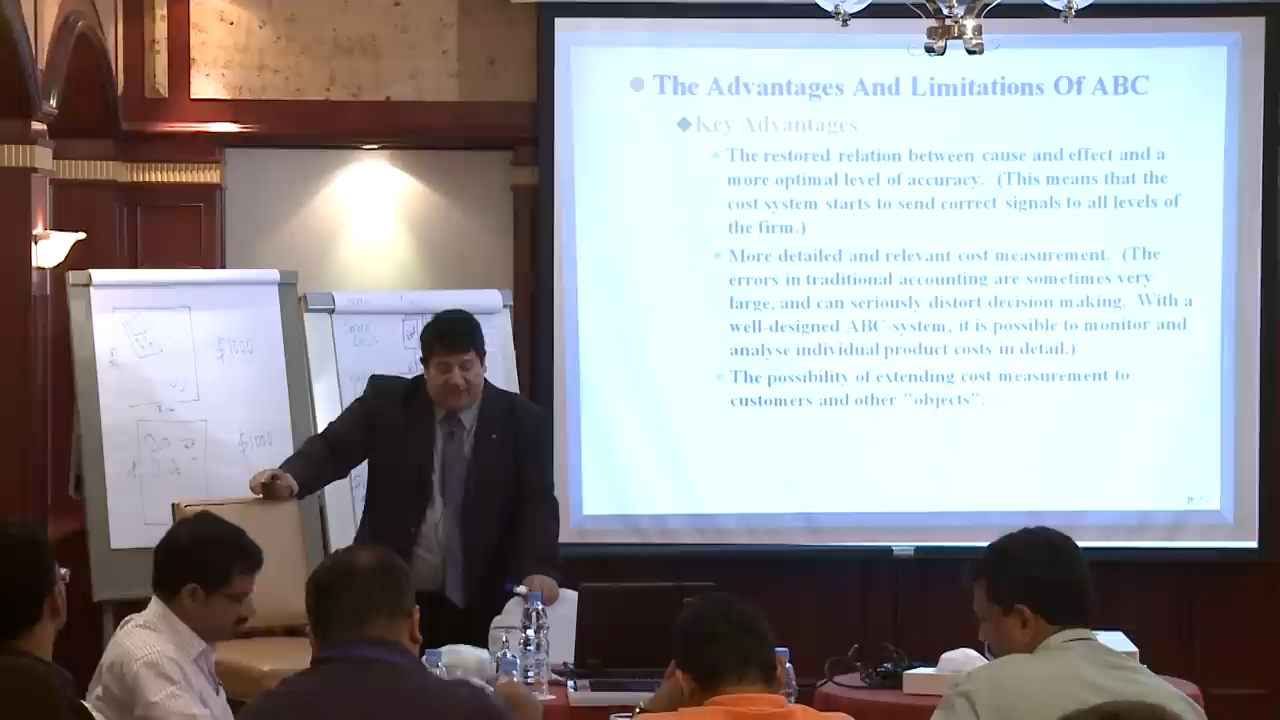 The Advantages And Limitations Of ABC
Key Advantages
The restored relation between cause and effect and a
more optimal level of accuracy. (This means that the
cost system starts to send correct signals to all levels of
the firm.)
More detailed and relevant cost measurement. (The
errors in traditional accounting are sometimes very
large, and can seriously distort decision making. With a
well-designed ABC-system, it is possible to monitor and
analyse individual product costs in detail.)
The possibility of extending cost measurement to
customers and other "objects".
$1000
$1000